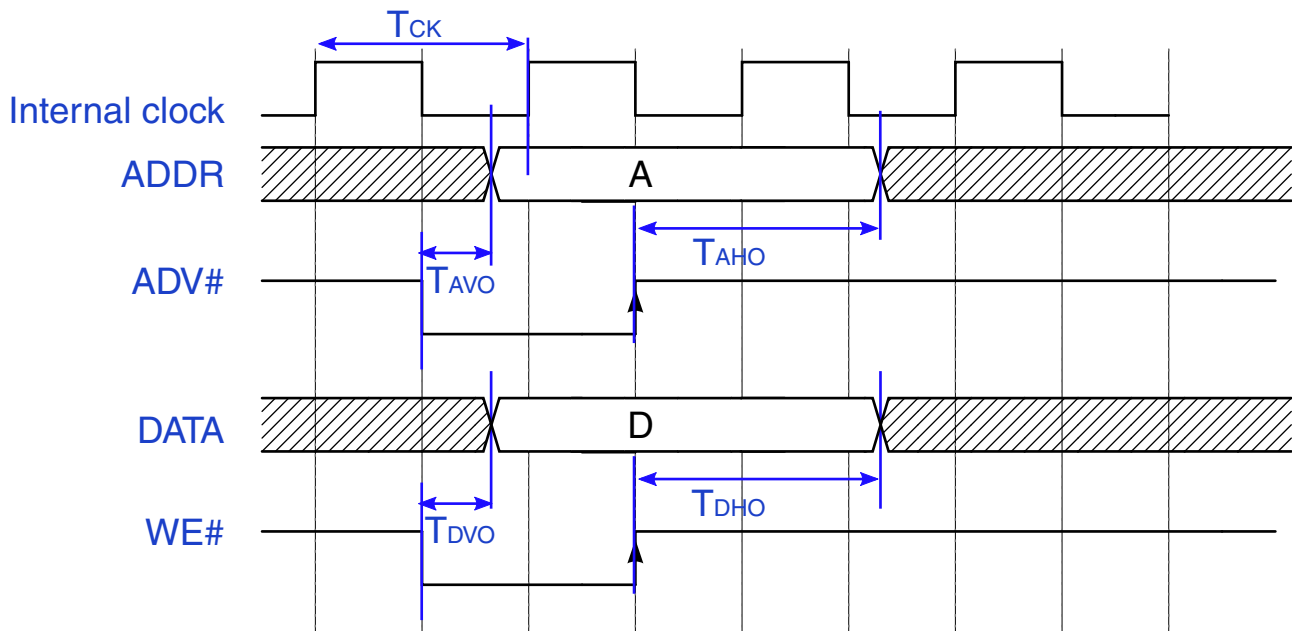 TCK
Internal clock
ADDR
A
TAHO
ADV#
TAVO
DATA
D
TDHO
WE#
TDVO